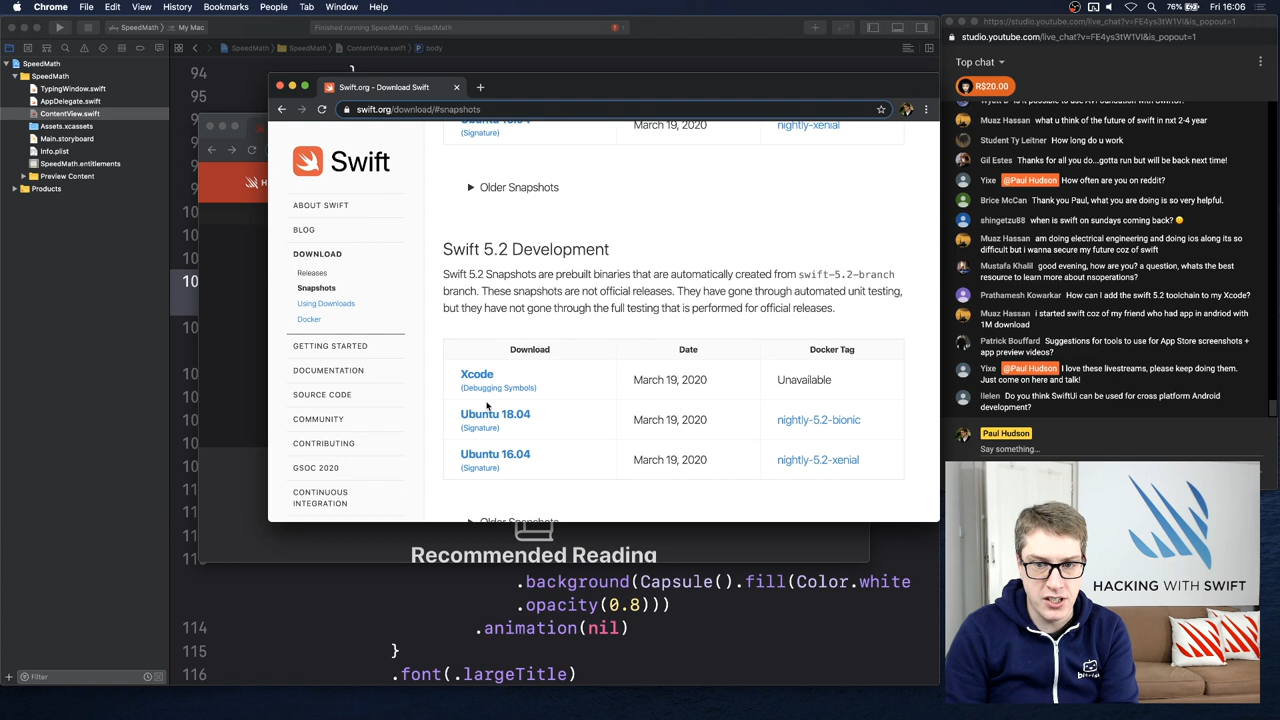 Chrome File Edit View History Bookmarks People Tab Window Help
76% Fri 16:06
SpeedMath My Mac
Finished running SpeedMath
https://studio.youtube.com/live_chat?v=FE4ys3tW1VI&is_popout=1
studio.youtube.com/live_chat?v=FE4ys3tW1VI&is_popout=1
SpeedMath SpeedMath ContentView.swift body
SpeedMath
SpeedMath
TypingWindow.swift
AppDelegate.swift
ContentView.swift
Assets.xcassets
Main.storyboard
Info.plist
SpeedMath.entitlements
Preview Content
Products
Filter
94
95
Swift.org - Download Swift
swift.org/download/#snapshots
Swift
ABOUT SWIFT
BLOG
DOWNLOAD
Releases
Snapshots
Using Downloads
Docker
GETTING STARTED
DOCUMENTATION
SOURCE CODE
COMMUNITY
CONTRIBUTING
GSOC 2020
CONTINUOUS
INTEGRATION
(Signature)
March 19, 2020
nightly-xenial
Older Snapshots
Swift 5.2 Development
Swift 5.2 Snapshots are prebuilt binaries that are automatically created from swift-5.2-branch
branch. These snapshots are not official releases. They have gone through automated unit testing,
but they have not gone through the full testing that is performed for official releases.
Download Date Docker Tag
Xcode
(Debugging Symbols)
March 19, 2020 Unavailable
Ubuntu 18.04
(Signature)
March 19, 2020 nightly-5.2-bionic
Ubuntu 16.04
(Signature)
March 19, 2020 nightly-5.2-xenial
Older Snapshots
Recommended Reading
.background(Capsule().fill(Color.white
.opacity(0.8)))
114 .animation(nil)
115 }
116 .font(.largeTitle)
Top chat
R$20.00
Muaz Hassan what u think of the future of swift in nxt 2-4 year
Student Ty Leitner How long do u work
Gil Estes Thanks for all you do...gotta run but will be back next time!
Yixe @Paul Hudson How often are you on reddit?
Brice McCan Thank you Paul, what you are doing is so very helpful.
shingetzu88 when is swift on sundays coming back? 😔
Muaz Hassan am doing electrical engineering and doing ios along its so
difficult but i wanna secure my future coz of swift
Mustafa Khalil good evening, how are you? a question, whats the best
resource to learn more about nsoperations?
Prathamesh Kowarkar How can I add the swift 5.2 toolchain to my Xcode?
Muaz Hassan i started swift coz of my friend who had app in andriod with
1M download
Patrick Bouffard Suggestions for tools to use for App Store screenshots +
app preview videos?
Yixe @Paul Hudson I love these livestreams, please keep doing them.
Just come on here and talk!
Ilelen Do you think SwiftUi can be used for cross platform Android
development?
Paul Hudson
Say something...
HACKING WITH SWIFT